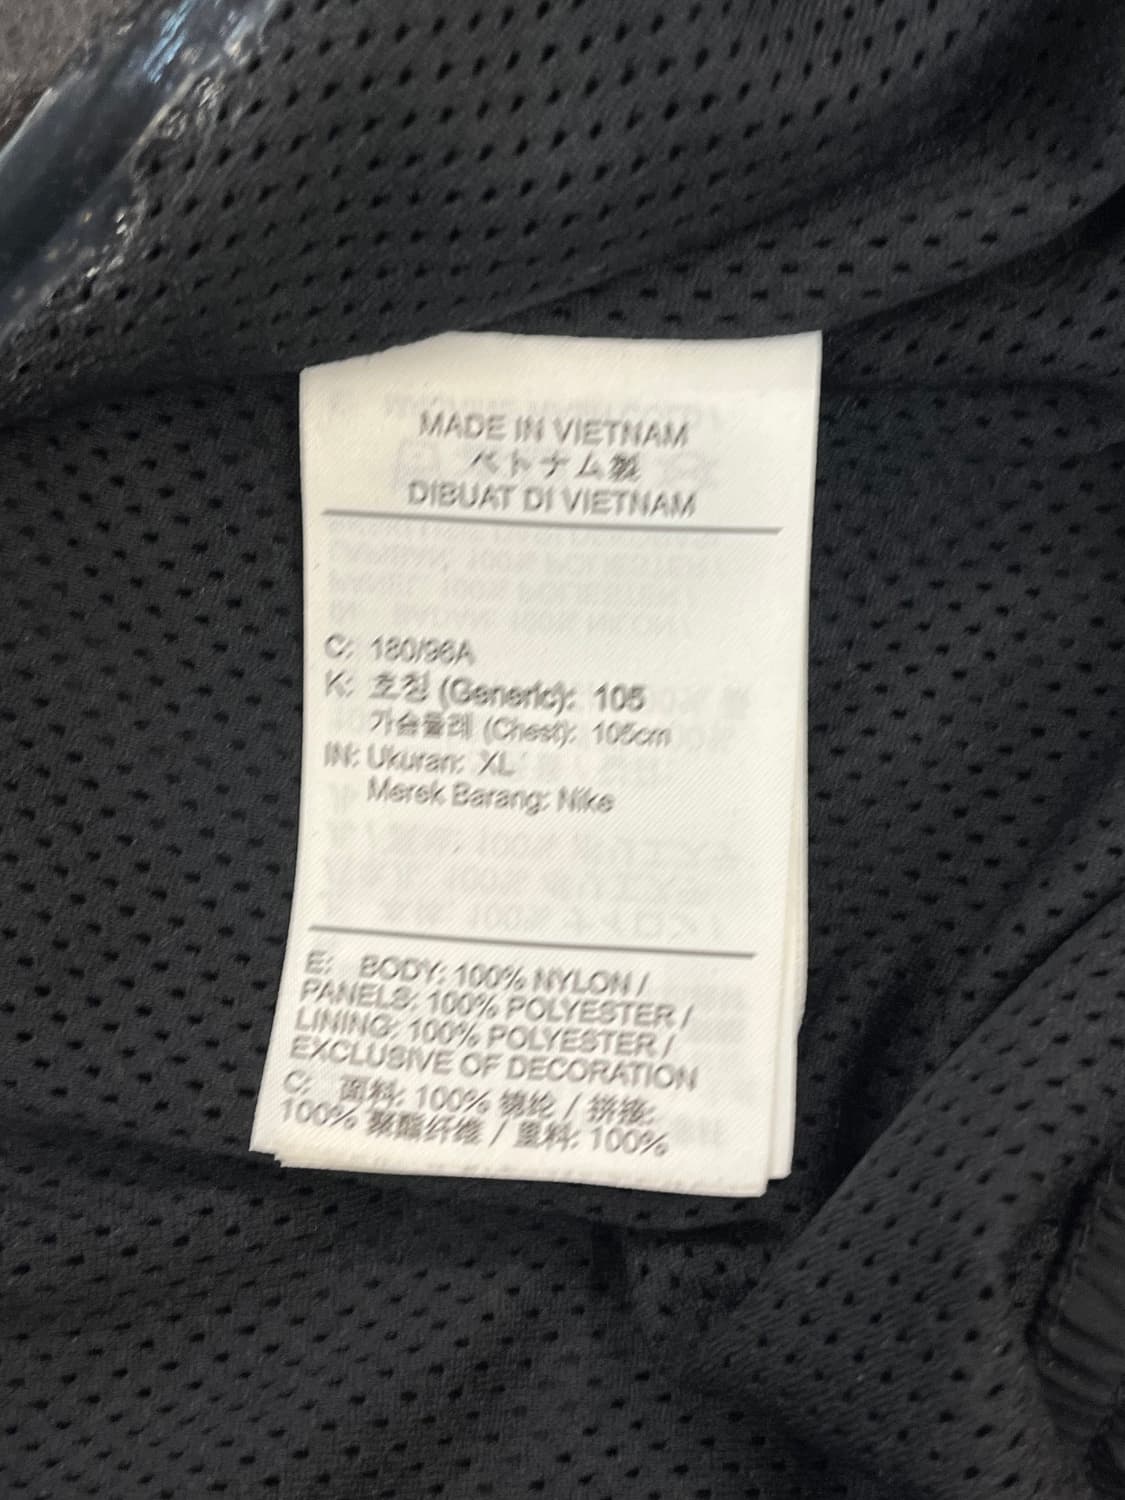 MADE IN VIETNAM
ベトナム製
DIBUAT DI VIETNAM
C: 180/96A
K: 호칭 (Generic): 105
가슴둘레 (Chest): 105cm
IN: Ukuran: XL
Merek Barang: Nike
E: BODY: 100% NYLON /
PANELS: 100% POLYESTER /
LINING: 100% POLYESTER /
EXCLUSIVE OF DECORATION
C: 面料: 100% 锦纶 / 拼接:
100% 聚酯纤维 / 里料: 100%